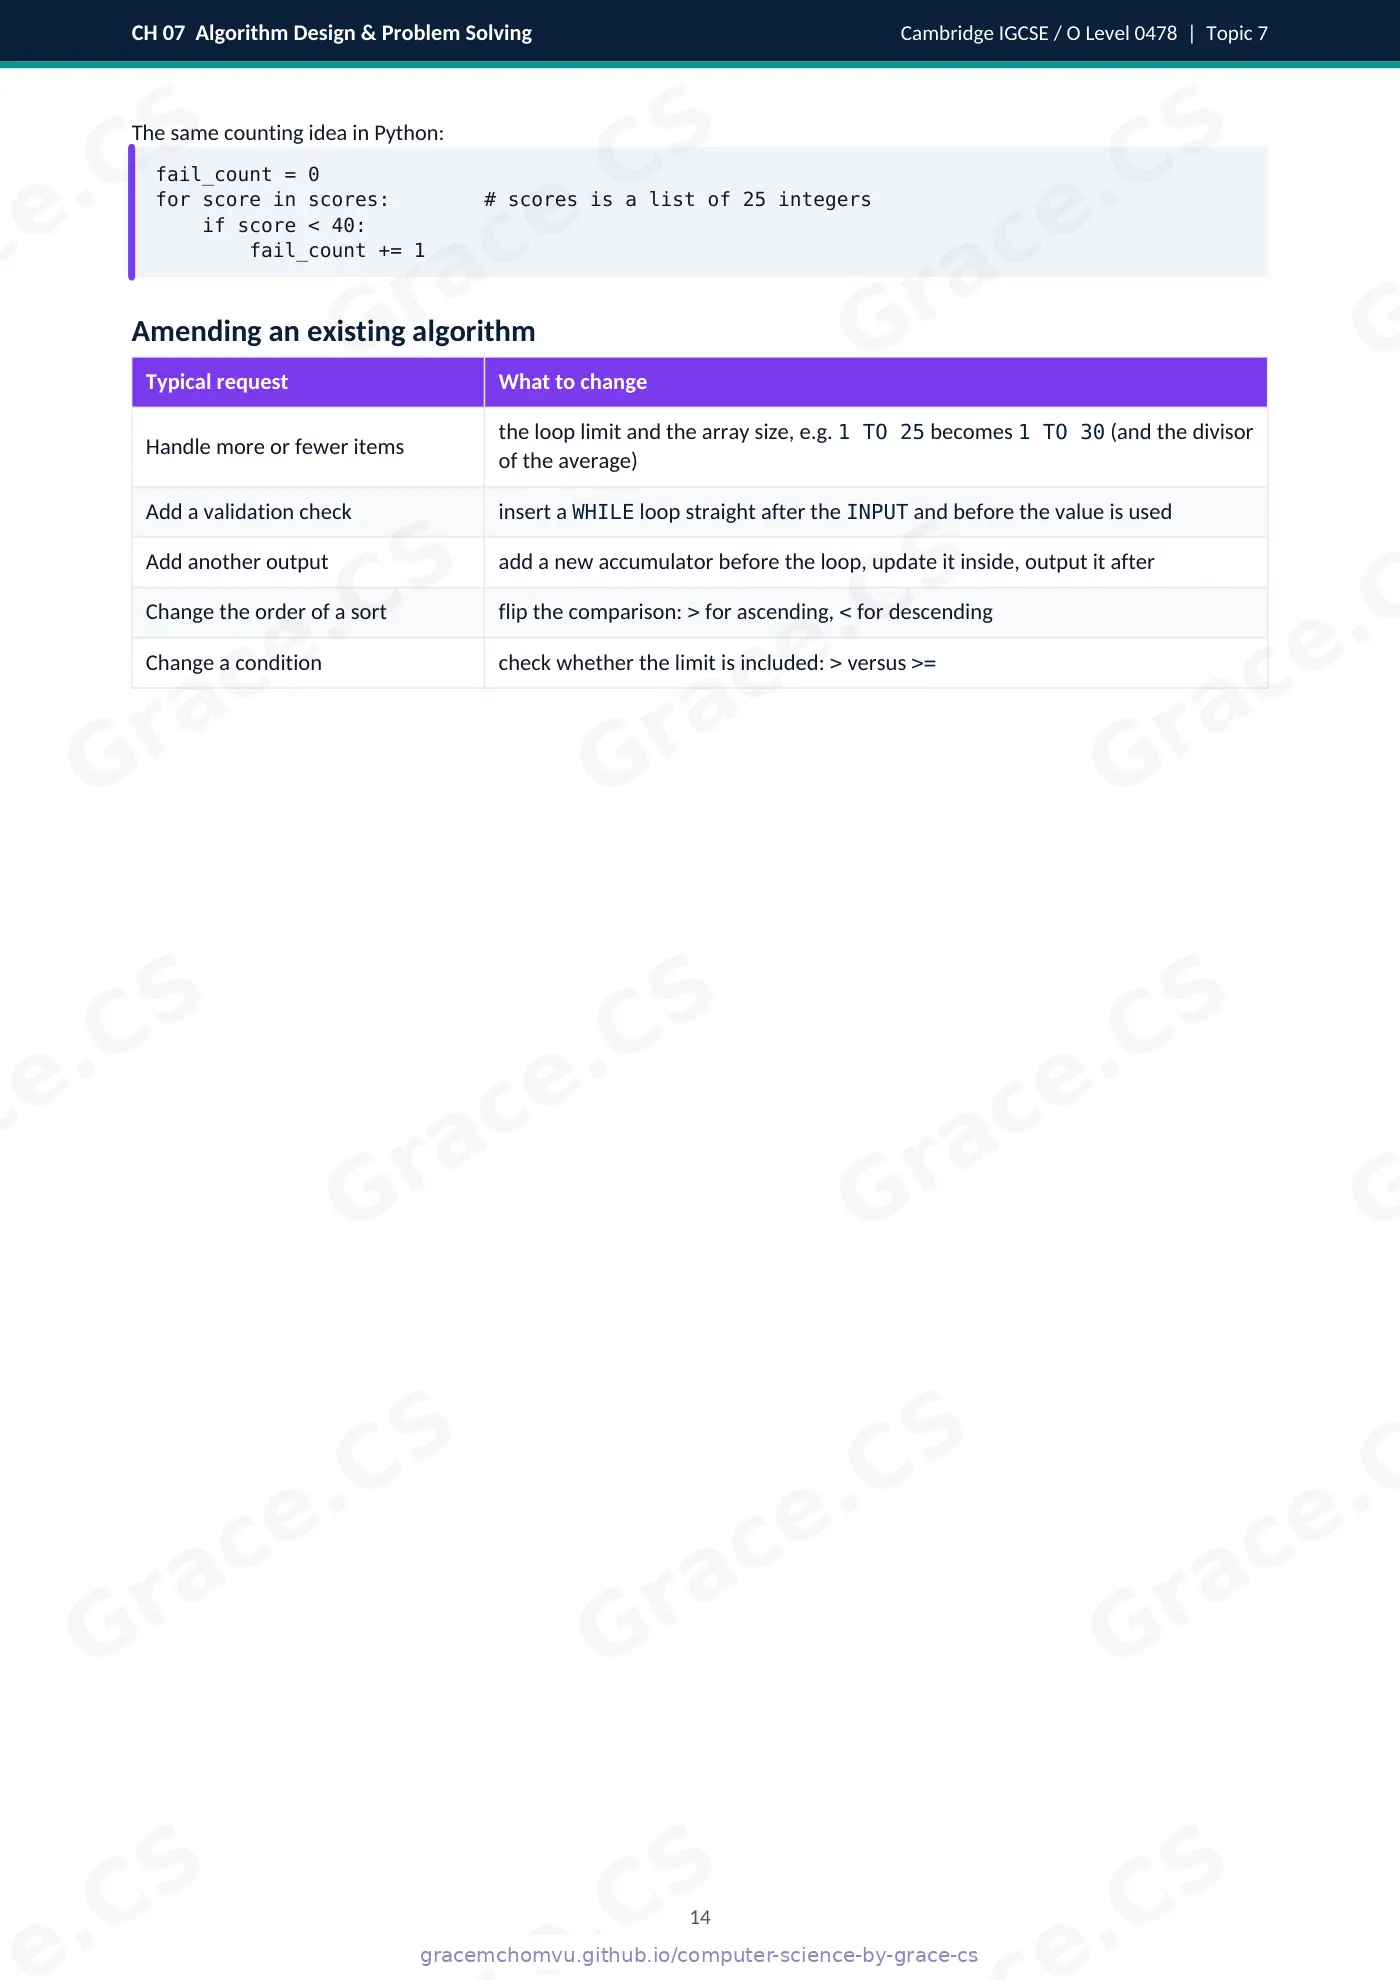 CH 07 Algorithm Design & Problem Solving
Cambridge IGCSE / O Level 0478 | Topic 7
The same counting idea in Python:
fail_count = 0
for score in scores:        # scores is a list of 25 integers
    if score < 40:
        fail_count += 1
Amending an existing algorithm
Typical request
What to change
Handle more or fewer items
the loop limit and the array size, e.g. 1 TO 25 becomes 1 TO 30 (and the divisor
of the average)
Add a validation check
insert a WHILE loop straight after the INPUT and before the value is used
Add another output
add a new accumulator before the loop, update it inside, output it after
Change the order of a sort
flip the comparison: > for ascending, < for descending
Change a condition
check whether the limit is included: > versus >=
Grace.CS
14
gracemchomvu.github.io/computer-science-by-grace-cs